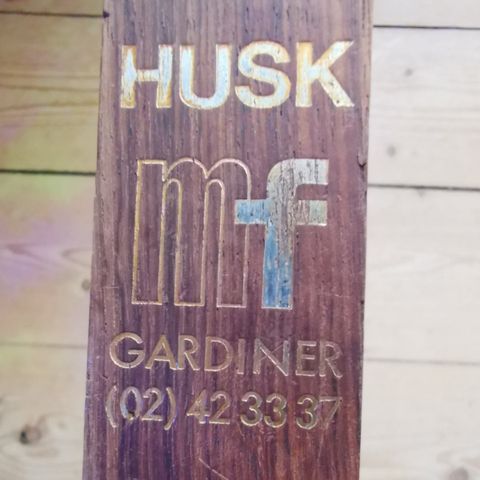 HUSK
mf
GARDINER
(02) 42 33 37